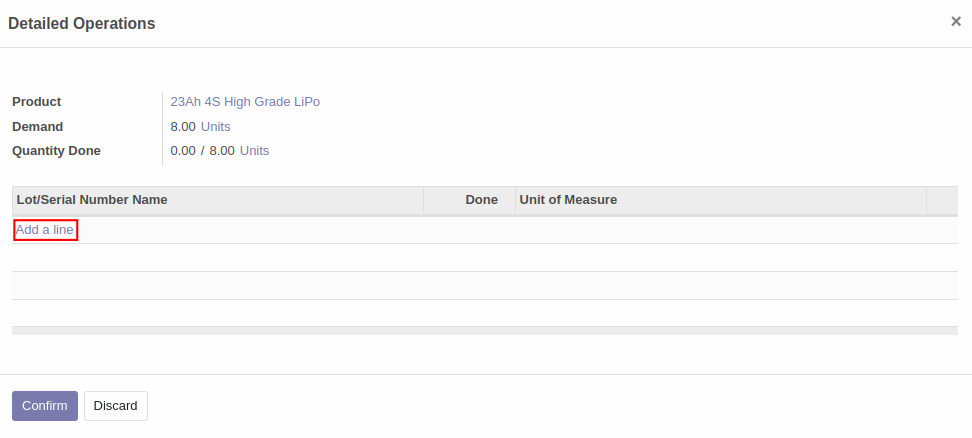 Detailed Operations ×
Product 23Ah 4S High Grade LiPo
Demand 8.00 Units
Quantity Done 0.00 / 8.00 Units
Lot/Serial Number Name Done Unit of Measure
Add a line
Confirm Discard